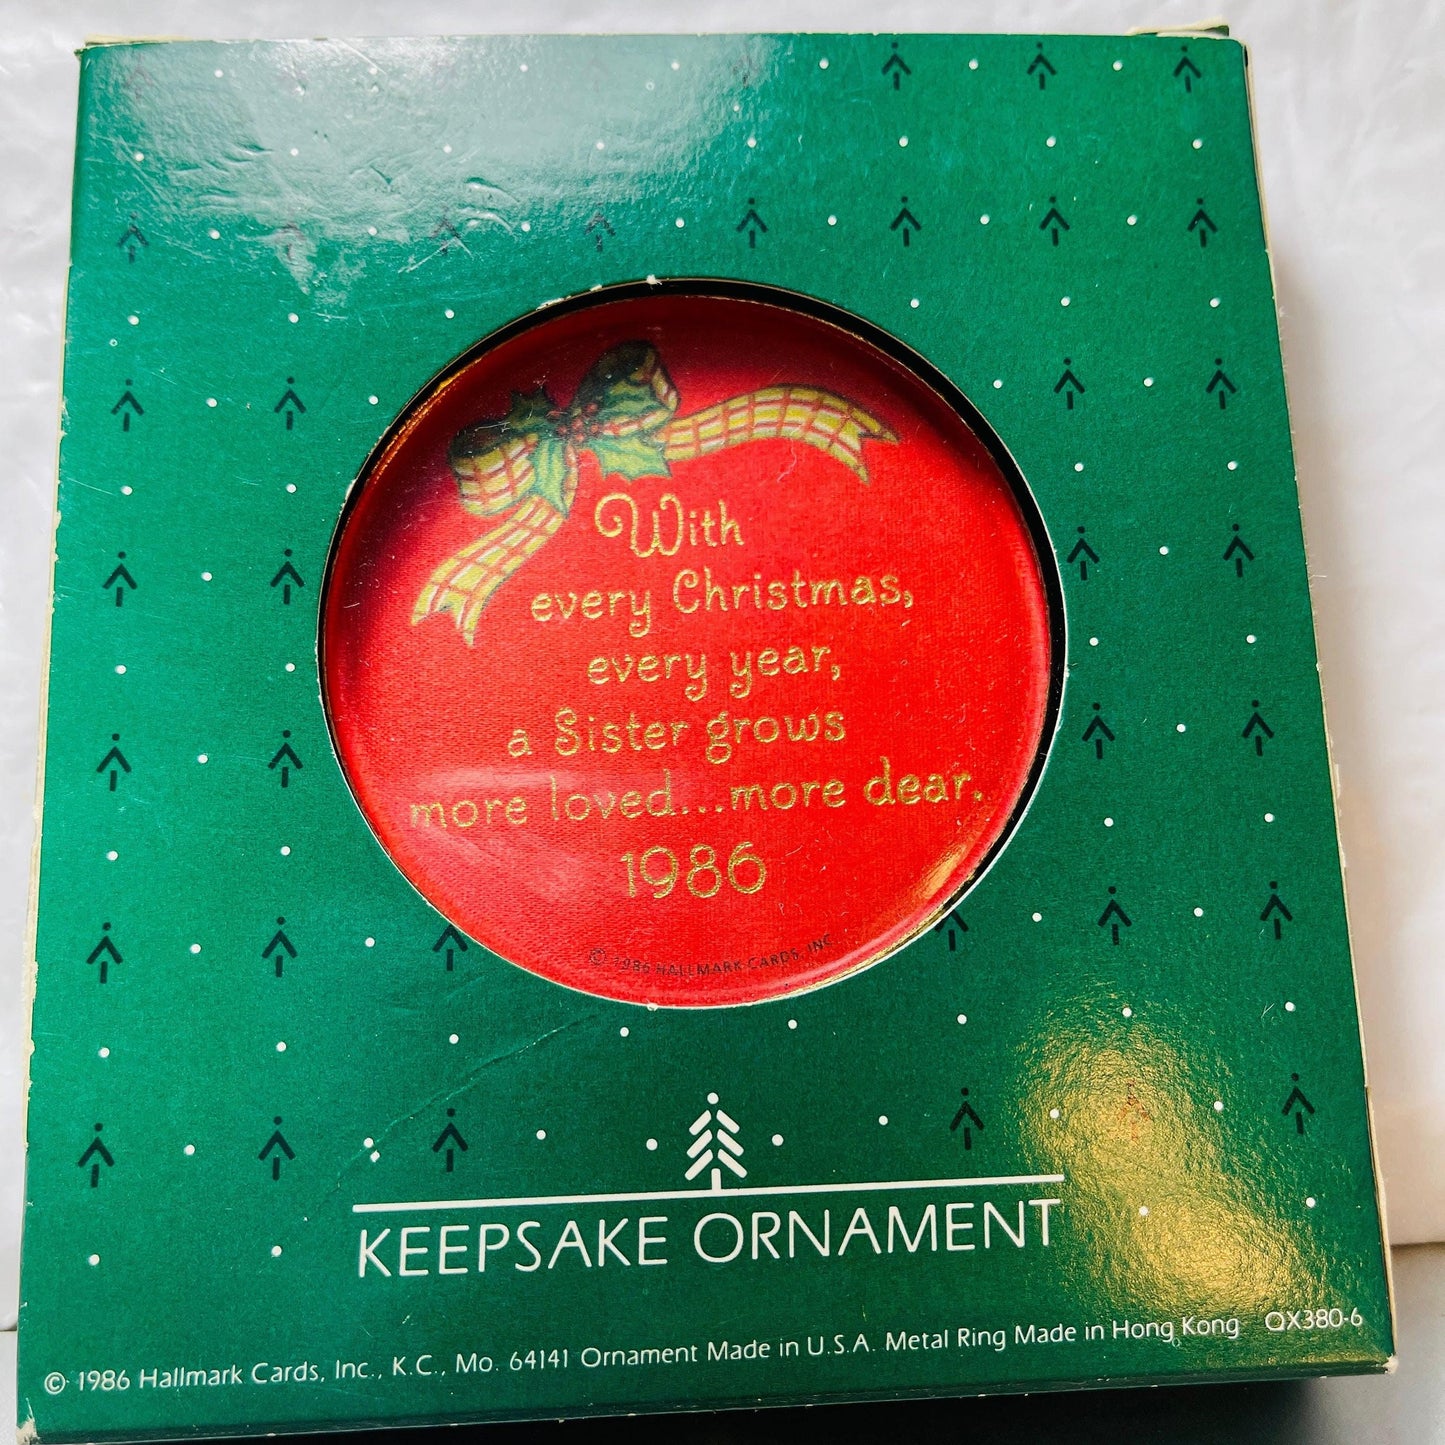 With
every Christmas,
every year,
a Sister grows
more loved...more dear.
1986
© 1986 HALLMARK CARDS, INC
KEEPSAKE ORNAMENT
© 1986 Hallmark Cards, Inc., K.C., Mo. 64141 Ornament Made in U.S.A. Metal Ring Made in Hong Kong QX380-6